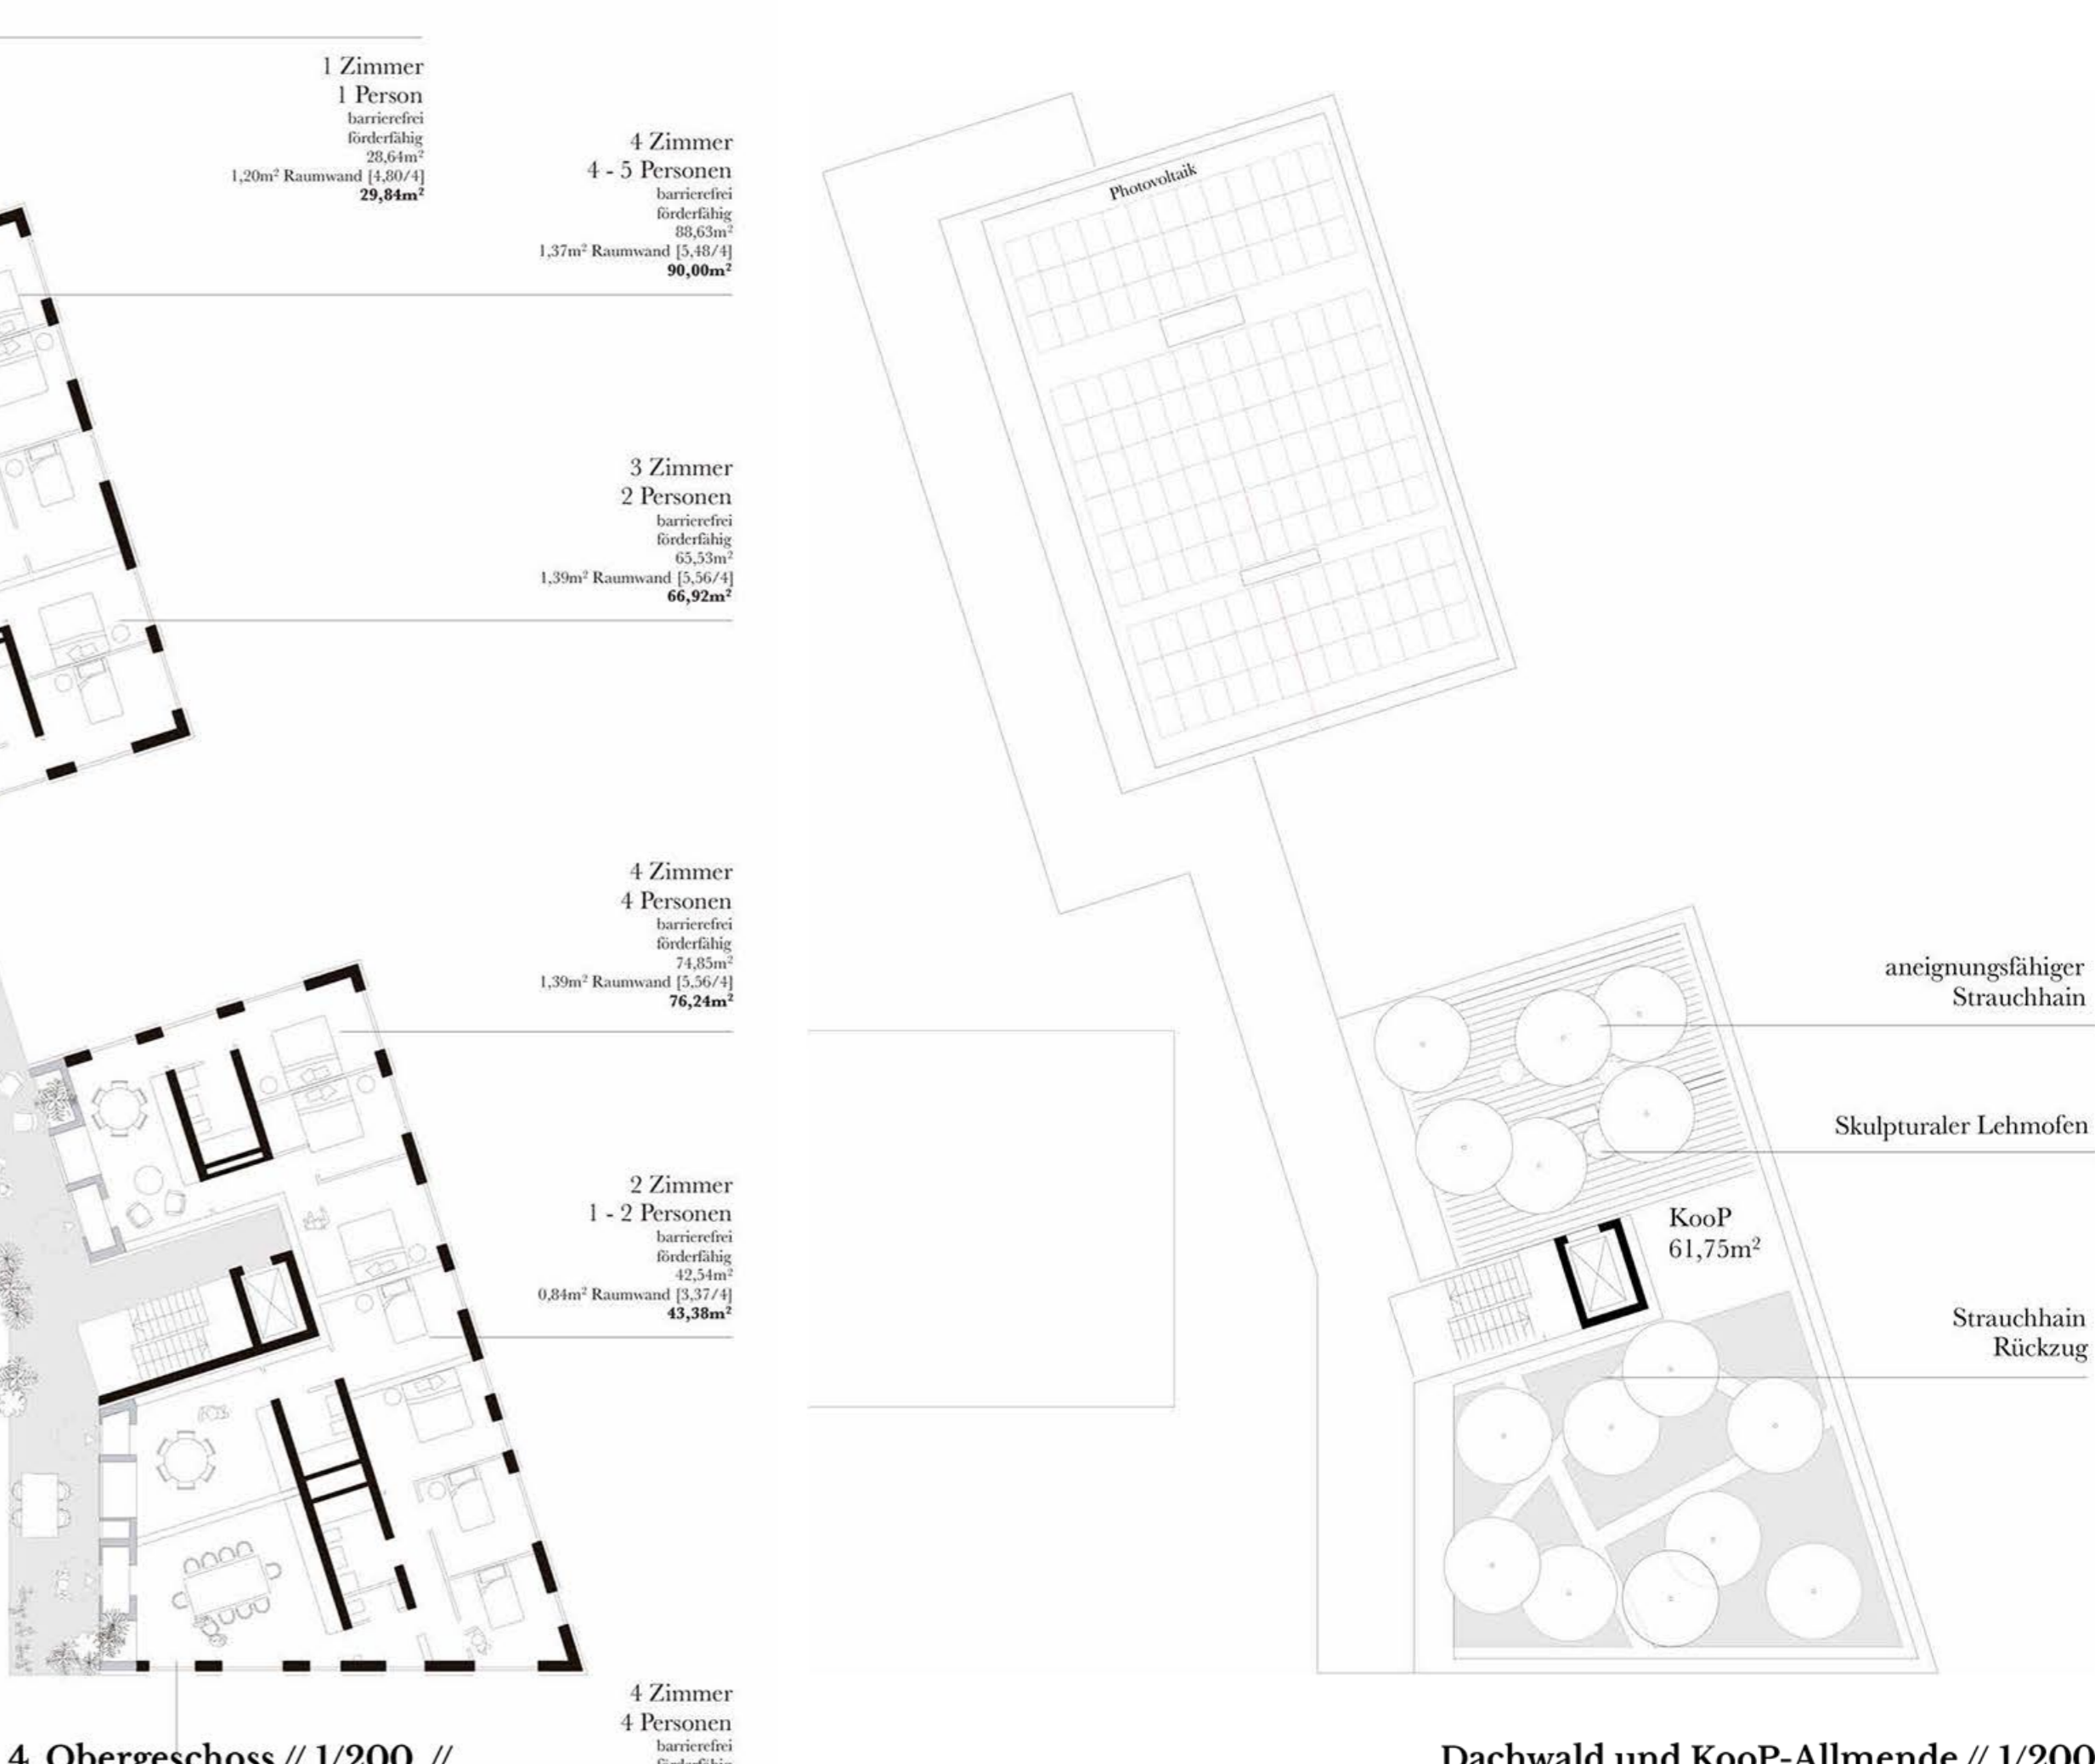 1 Zimmer
1 Person
barrierefrei
förderfähig
28,64m²
1,20m² Raumwand [4,80/4]
29,84m²
4 Zimmer
4 - 5 Personen
barrierefrei
förderfähig
88,63m²
1,37m² Raumwand [5,48/4]
90,00m²
3 Zimmer
2 Personen
barrierefrei
förderfähig
65,53m²
1,39m² Raumwand [5,56/4]
66,92m²
4 Zimmer
4 Personen
barrierefrei
förderfähig
74,85m²
1,39m² Raumwand [5,56/4]
76,24m²
2 Zimmer
1 - 2 Personen
barrierefrei
förderfähig
42,54m²
0,84m² Raumwand [3,37/4]
43,38m²
4 Zimmer
4 Personen
barrierefrei
förderfähig
4. Obergeschoss // 1/200 //
Photovoltaik
aneignungsfähiger
Strauchhain
Skulpturaler Lehmofen
KooP
61,75m²
Strauchhain
Rückzug
Dachwald und KooP-Allmende // 1/200